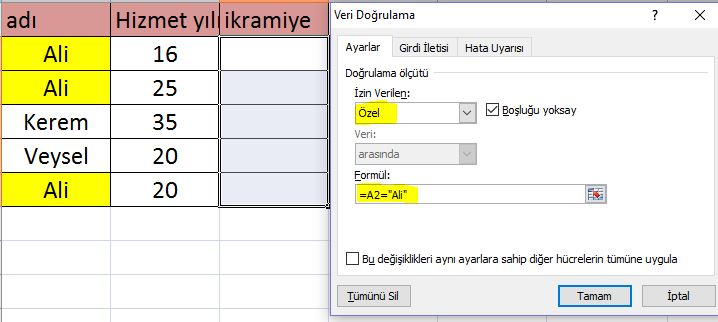 adı Hizmet yılı ikramiye
Ali 16
Ali 25
Kerem 35
Veysel 20
Ali 20
Veri Doğrulama
Ayarlar Girdi İletisi Hata Uyarısı
Doğrulama ölçütü
İzin Verilen:
Özel Boşluğu yoksay
Veri:
arasında
Formül:
=A2="Ali"
Bu değişiklikleri aynı ayarlara sahip diğer hücrelerin tümüne uygula
Tümünü Sil Tamam İptal